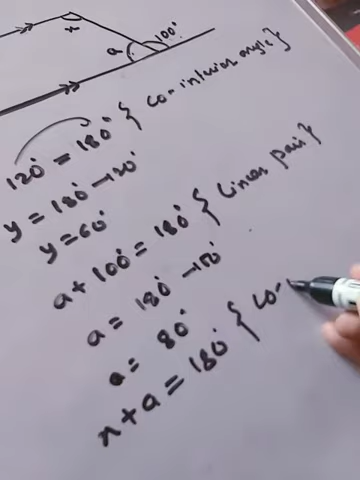 x
a
100°
120° = 180° { co-interior angle }
y = 180° - 120°
y = 60°
a + 100° = 180° { linear pair }
a = 180° - 100°
a = 80°
x + a = 180° { co-